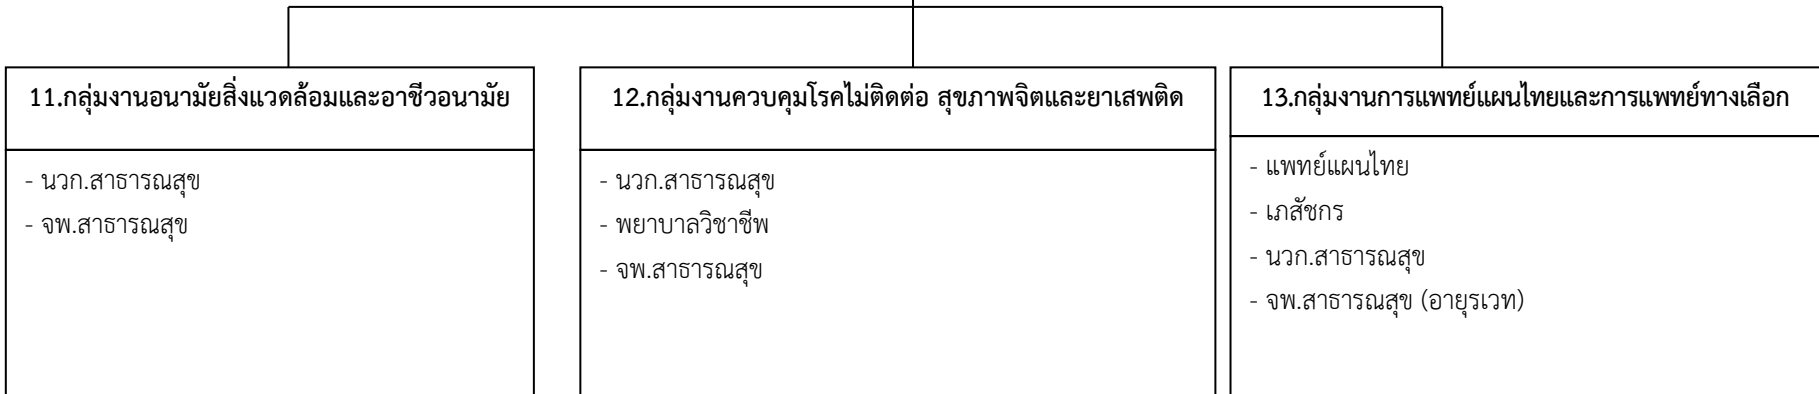 11.กลุ่มงานอนามัยสิ่งแวดล้อมและอาชีวอนามัย
- นวก.สาธารณสุข
- จพ.สาธารณสุข
12.กลุ่มงานควบคุมโรคไม่ติดต่อ สุขภาพจิตและยาเสพติด
- นวก.สาธารณสุข
- พยาบาลวิชาชีพ
- จพ.สาธารณสุข
13.กลุ่มงานการแพทย์แผนไทยและการแพทย์ทางเลือก
- แพทย์แผนไทย
- เภสัชกร
- นวก.สาธารณสุข
- จพ.สาธารณสุข (อายุรเวท)